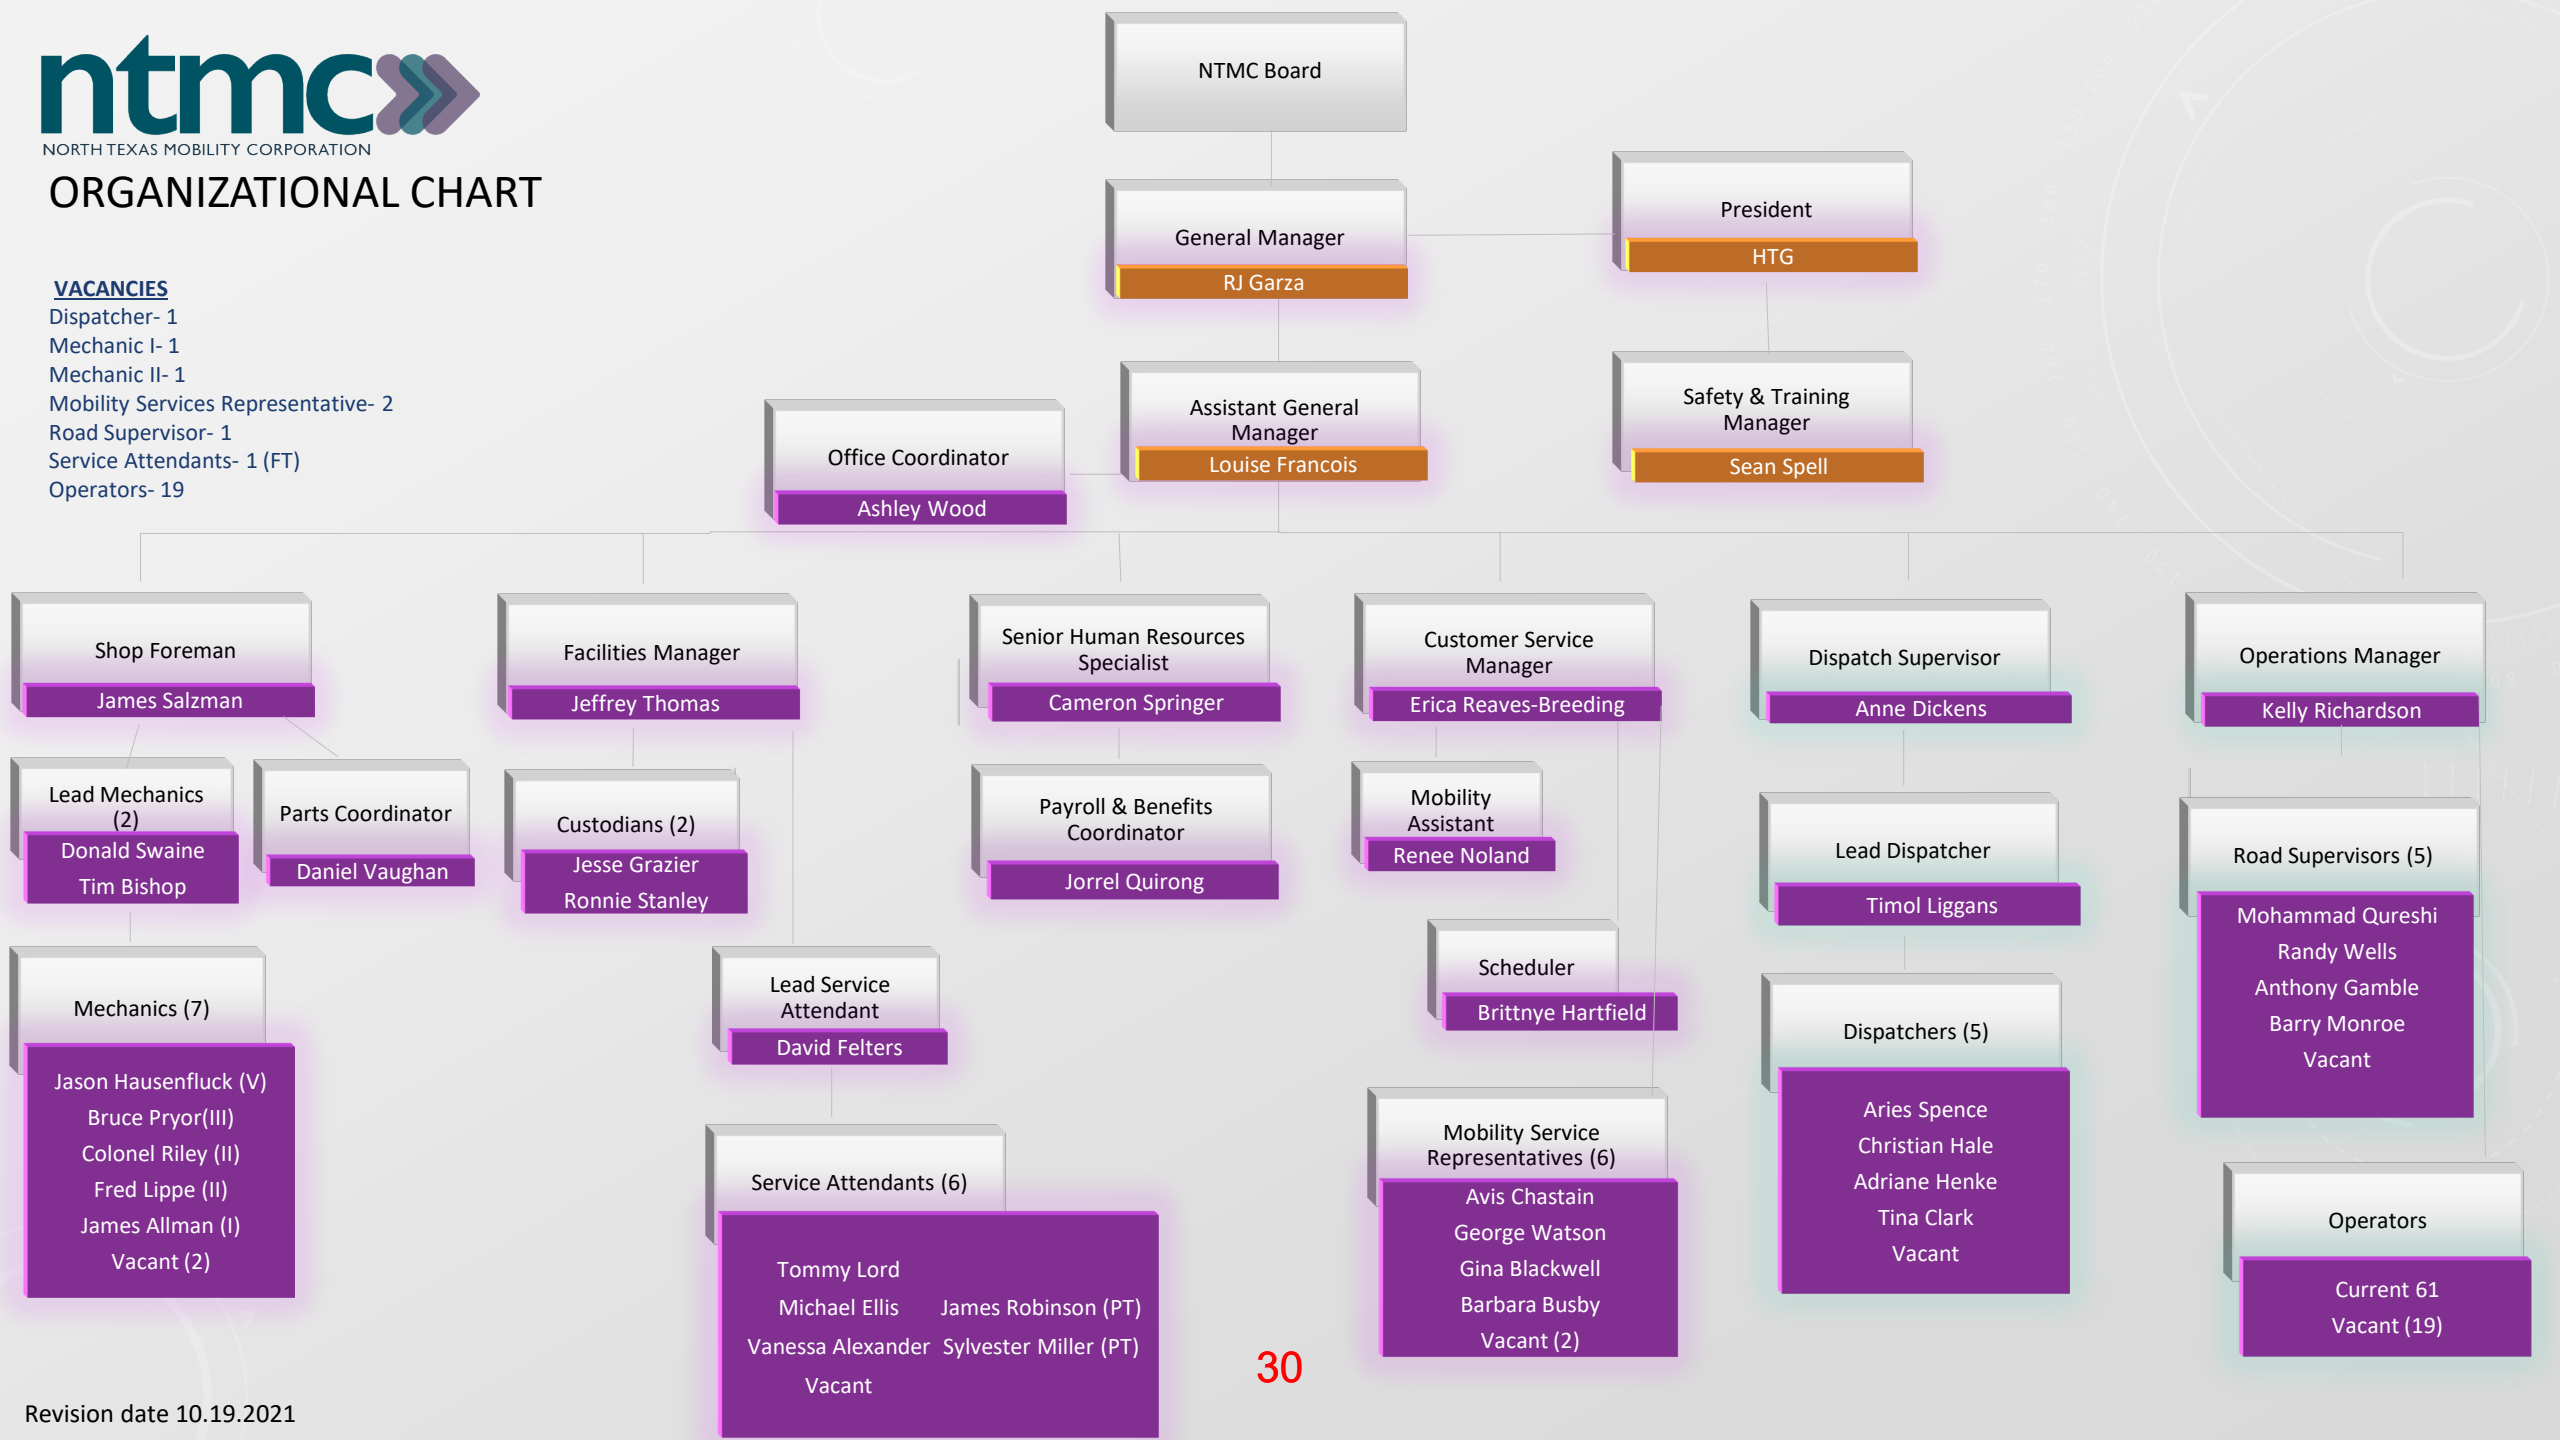 ntmc
NORTH TEXAS MOBILITY CORPORATION
ORGANIZATIONAL CHART
VACANCIES
Dispatcher- 1
Mechanic I- 1
Mechanic II- 1
Mobility Services Representative- 2
Road Supervisor- 1
Service Attendants- 1 (FT)
Operators- 19
NTMC Board
General Manager
RJ Garza
President
HTG
Assistant General
Manager
Louise Francois
Safety & Training
Manager
Sean Spell
Office Coordinator
Ashley Wood
Shop Foreman
James Salzman
Lead Mechanics
(2)
Donald Swaine
Tim Bishop
Parts Coordinator
Daniel Vaughan
Mechanics (7)
Jason Hausenfluck (V)
Bruce Pryor(III)
Colonel Riley (II)
Fred Lippe (II)
James Allman (I)
Vacant (2)
Facilities Manager
Jeffrey Thomas
Custodians (2)
Jesse Grazier
Ronnie Stanley
Lead Service
Attendant
David Felters
Service Attendants (6)
Tommy Lord
Michael Ellis James Robinson (PT)
Vanessa Alexander Sylvester Miller (PT)
Vacant
Senior Human Resources
Specialist
Cameron Springer
Payroll & Benefits
Coordinator
Jorrel Quirong
Customer Service
Manager
Erica Reaves-Breeding
Mobility
Assistant
Renee Noland
Scheduler
Brittnye Hartfield
Mobility Service
Representatives (6)
Avis Chastain
George Watson
Gina Blackwell
Barbara Busby
Vacant (2)
Dispatch Supervisor
Anne Dickens
Lead Dispatcher
Timol Liggans
Dispatchers (5)
Aries Spence
Christian Hale
Adriane Henke
Tina Clark
Vacant
Operations Manager
Kelly Richardson
Road Supervisors (5)
Mohammad Qureshi
Randy Wells
Anthony Gamble
Barry Monroe
Vacant
Operators
Current 61
Vacant (19)
30
Revision date 10.19.2021